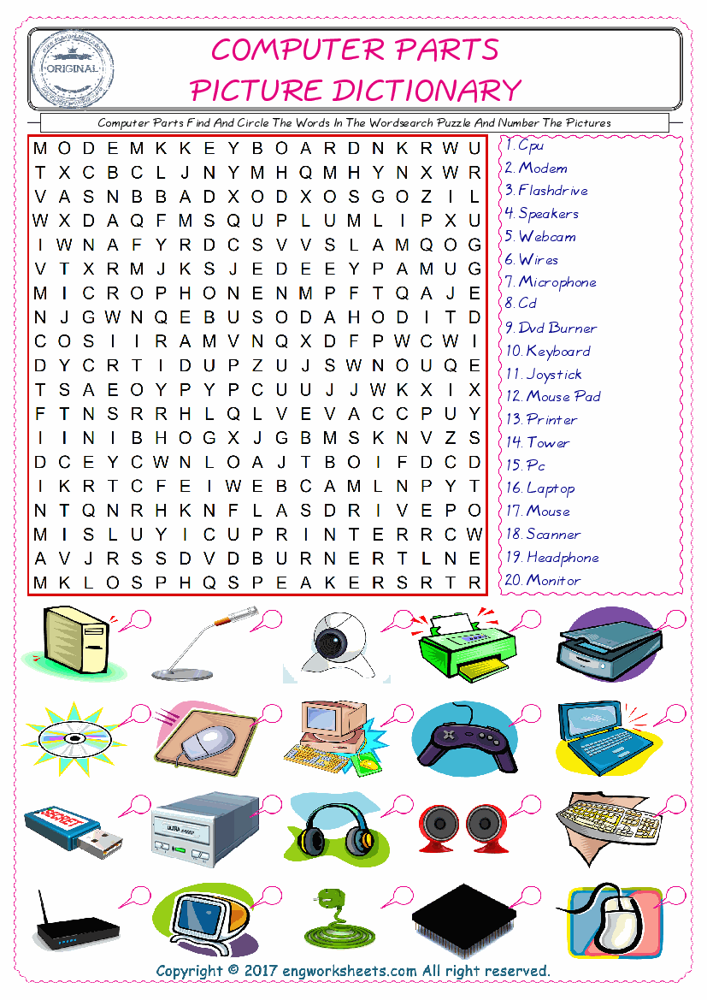 COMPUTER PARTS
ORIGINAL
PICTURE DICTIONARY
Computer Parts Find And Circle The Words In The Wordsearch Puzzle And Number The Pictures
M O D E M K K E Y B O A R D N K R W U
T X C B C L J N Y M H Q M H Y N X W R
V A S N B B A D X O D X O S G O Z I L
W X D A Q F M S Q U P L U M L I P X U
I W N A F Y R D C S V V S L A M Q O G
V T X R M J K S J E D E E Y P A M U G
M I C R O P H O N E N M P F T Q A J E
N J G W N Q E B U S O D A H O D I T D
C O S I I R A M V N Q X D F P W C W I
D Y C R T I D U P Z U J S W N O U Q E
T S A E O Y P Y P C U U J J W K X I X
F T N S R R H L Q L V E V A C C P U Y
I I N I B H O G X J G B M S K N V Z S
D C E Y C W N L O A J T B O I F D C D
I K R T C F E I W E B C A M L N P Y T
N T Q N R H K N F L A S D R I V E P O
M I S L U Y I C U P R I N T E R R C W
A V J R S S D V D B U R N E R T L N E
M K L O S P H Q S P E A K E R S R T R
1. Cpu
2. Modem
3. Flashdrive
4. Speakers
5. Webcam
6. Wires
7. Microphone
8. Cd
9. Dvd Burner
10. Keyboard
11. Joystick
12. Mouse Pad
13. Printer
14. Tower
15. Pc
16. Laptop
17. Mouse
18. Scanner
19. Headphone
20. Monitor
SECRET
ULTRA
Copyright © 2017 engworksheets.com All right reserved.